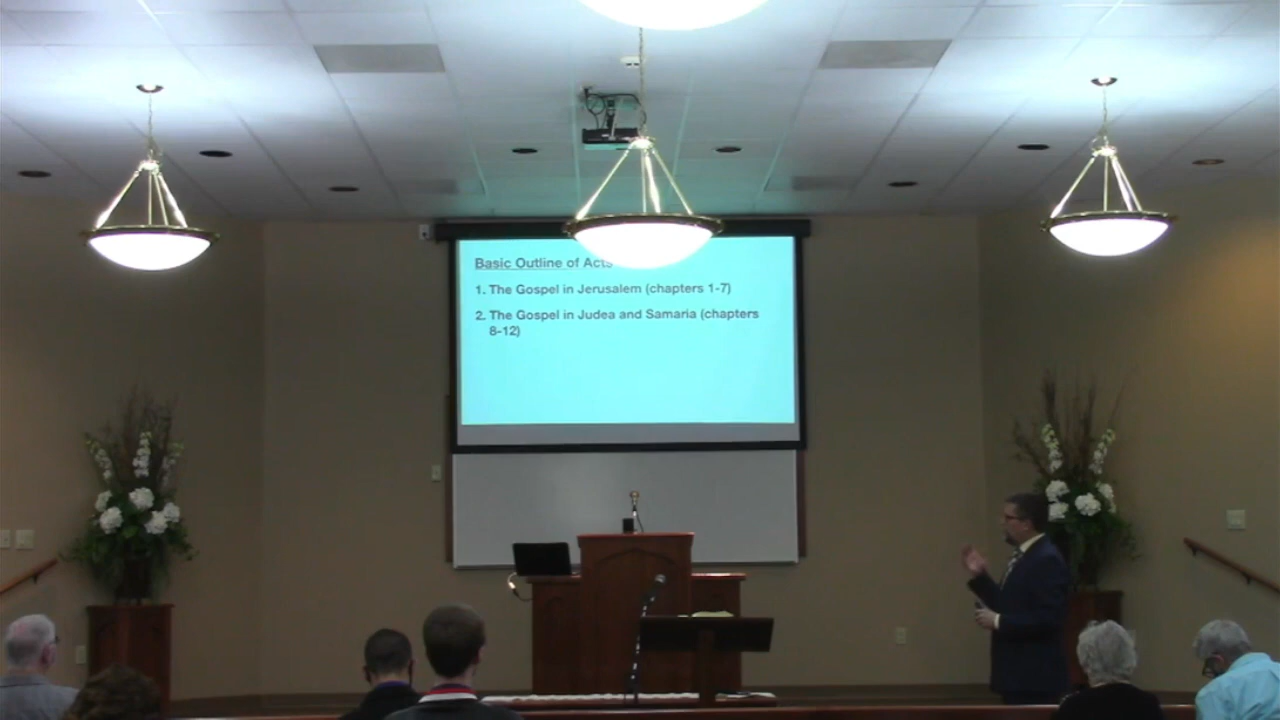 Basic Outline of Acts
1. The Gospel in Jerusalem (chapters 1-7)
2. The Gospel in Judea and Samaria (chapters
8-12)